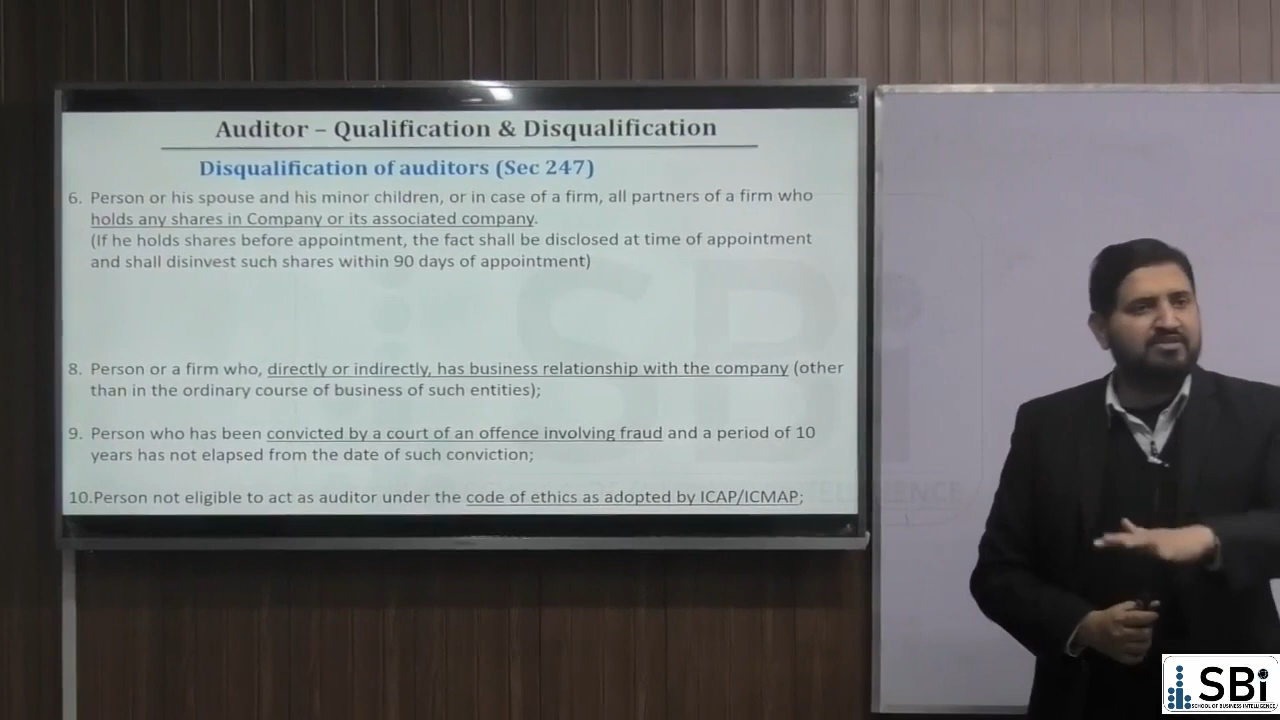 Auditor – Qualification & Disqualification
Disqualification of auditors (Sec 247)
6. Person or his spouse and his minor children, or in case of a firm, all partners of a firm who
holds any shares in Company or its associated company.
(If he holds shares before appointment, the fact shall be disclosed at time of appointment
and shall disinvest such shares within 90 days of appointment)
8. Person or a firm who, directly or indirectly, has business relationship with the company (other
than in the ordinary course of business of such entities);
9. Person who has been convicted by a court of an offence involving fraud and a period of 10
years has not elapsed from the date of such conviction;
10.Person not eligible to act as auditor under the code of ethics as adopted by ICAP/ICMAP;
SBi
SCHOOL OF BUSINESS INTELLIGENCE